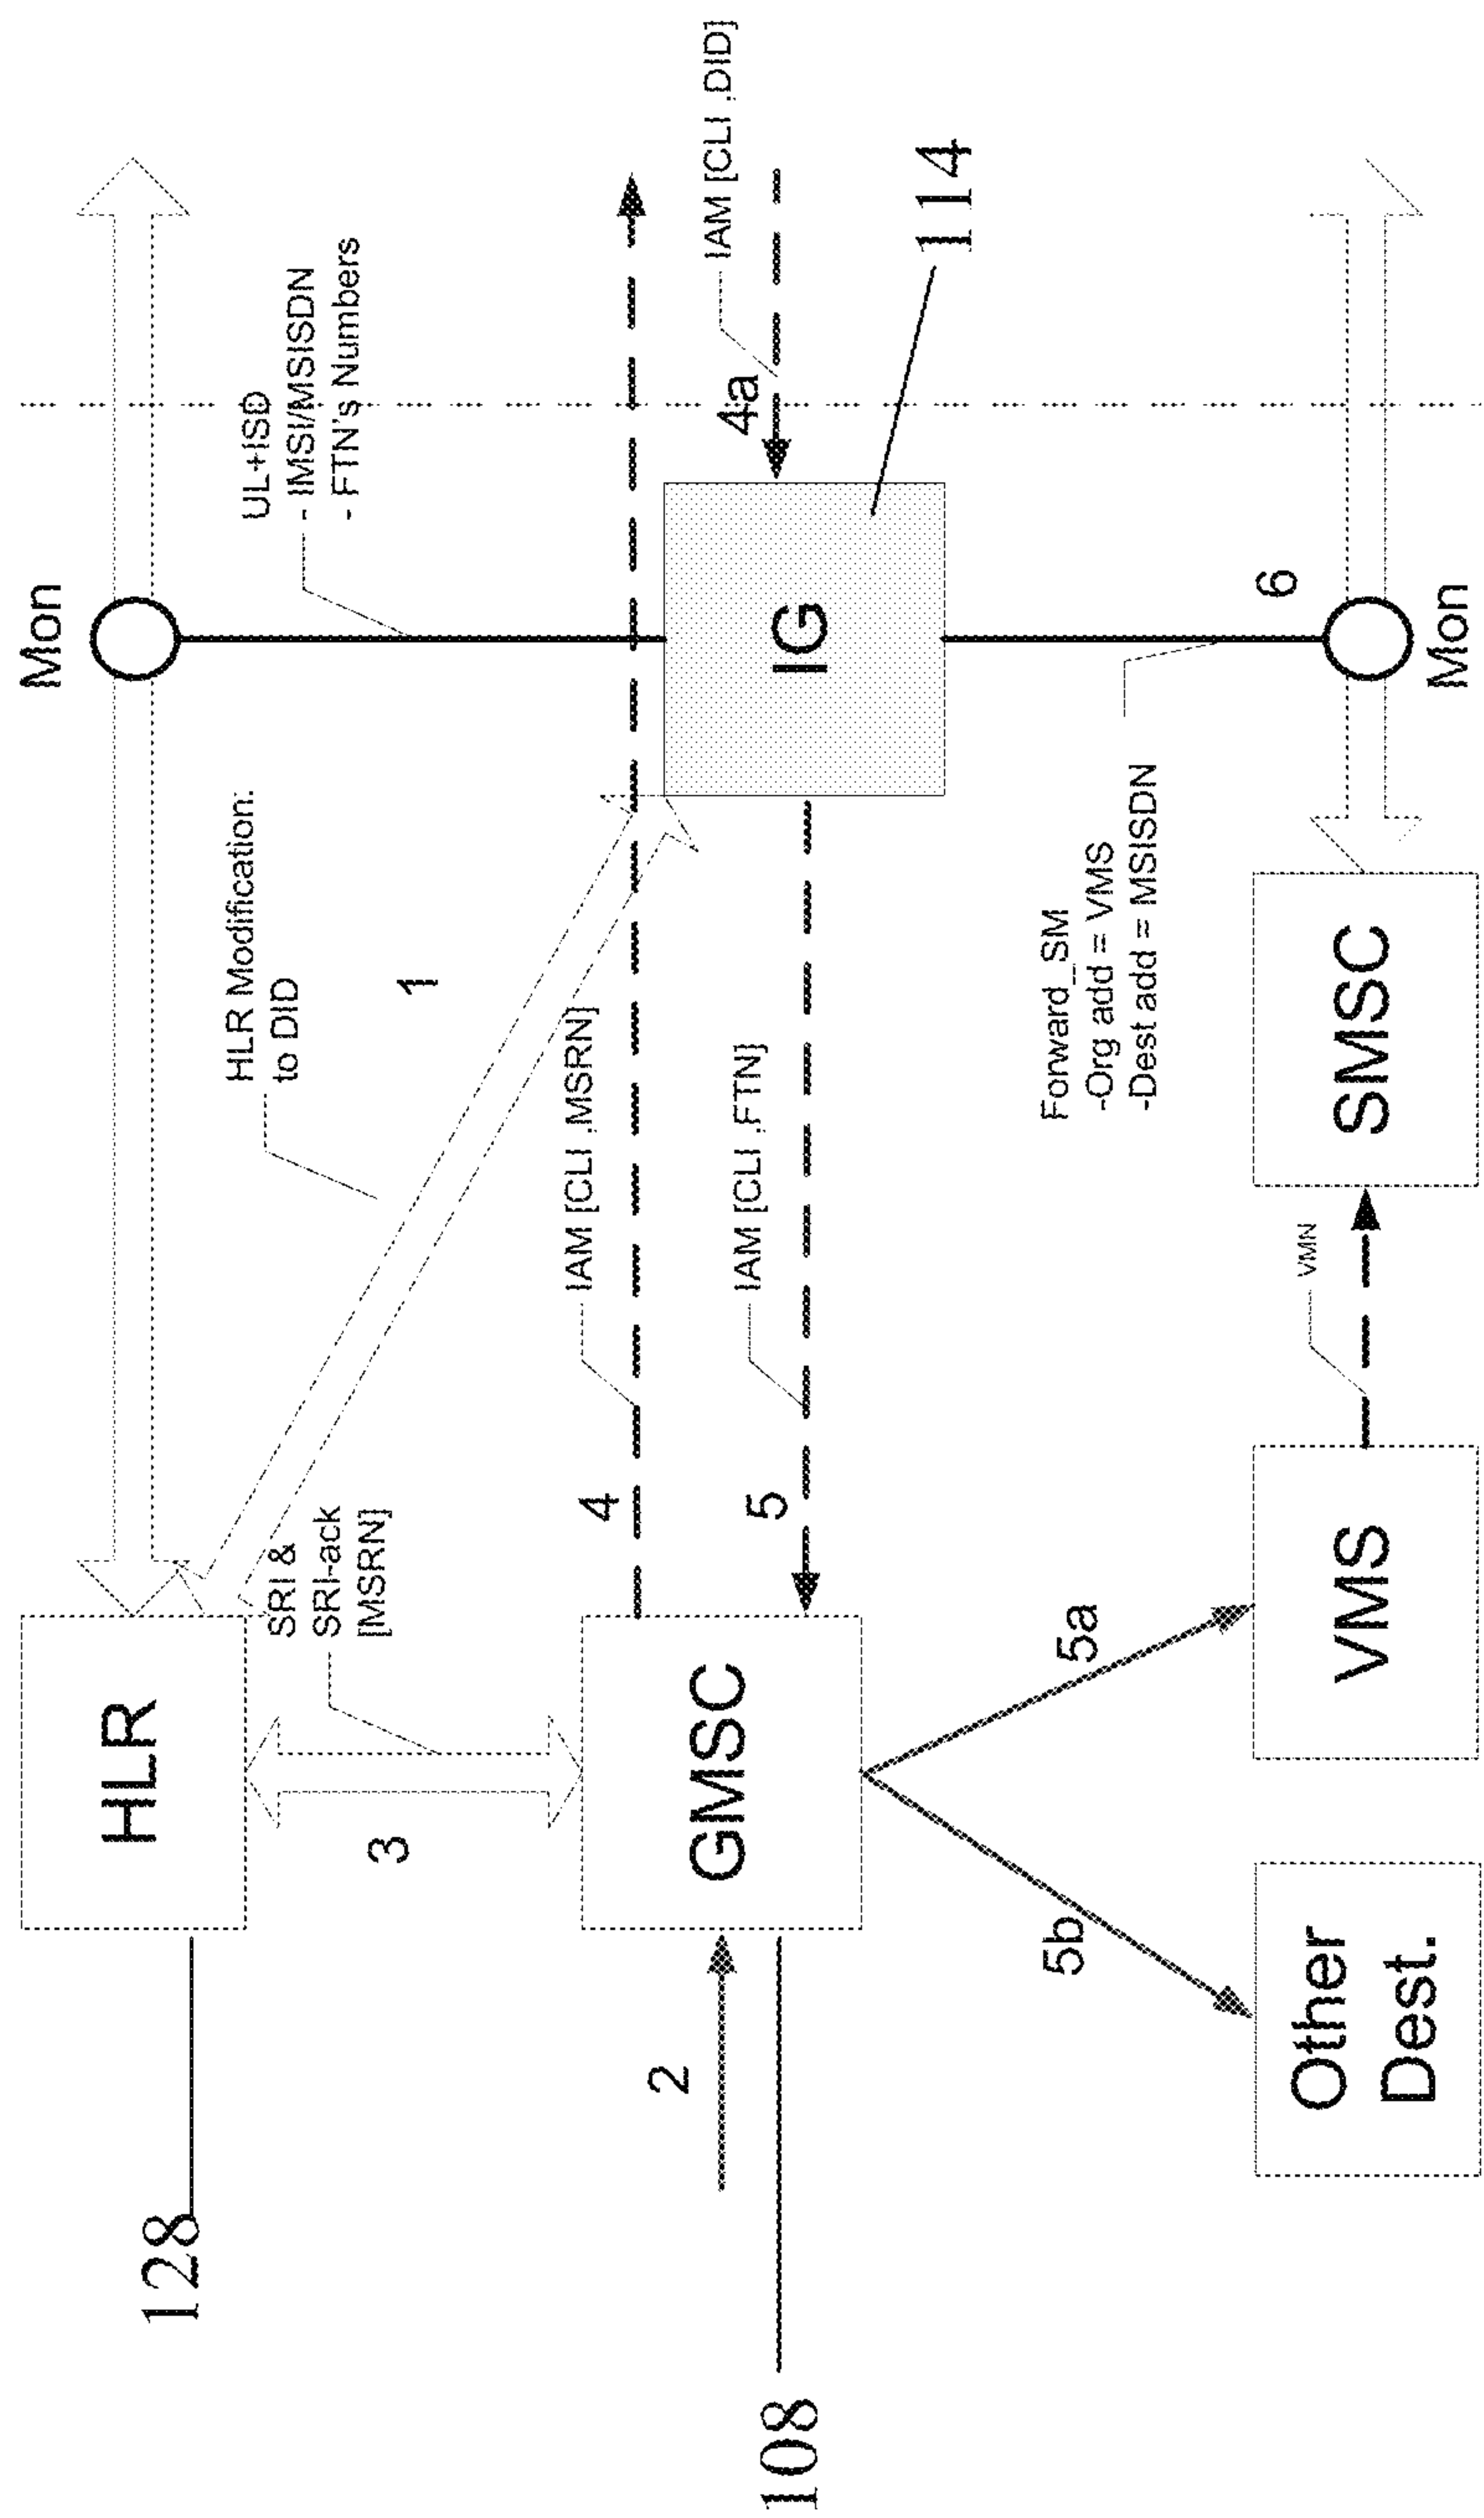 Mon
HLR
128
UL+ISD
- IMSI/MSISDN
- FTN's Numbers
HLR Modification:
to DID
1
SRI &
SRI-ack
[MSRN]
3
4
IAM [CLI ,MSRN]
IAM [CLI ,DID]
4a
2
GMSC
108
5
IAM [CLI ,FTN]
IG
114
5b
5a
Forward_SM
-Org add = VMS
-Dest add = MSISDN
6
Other
Dest.
VMS
VMN
SMSC
Mon